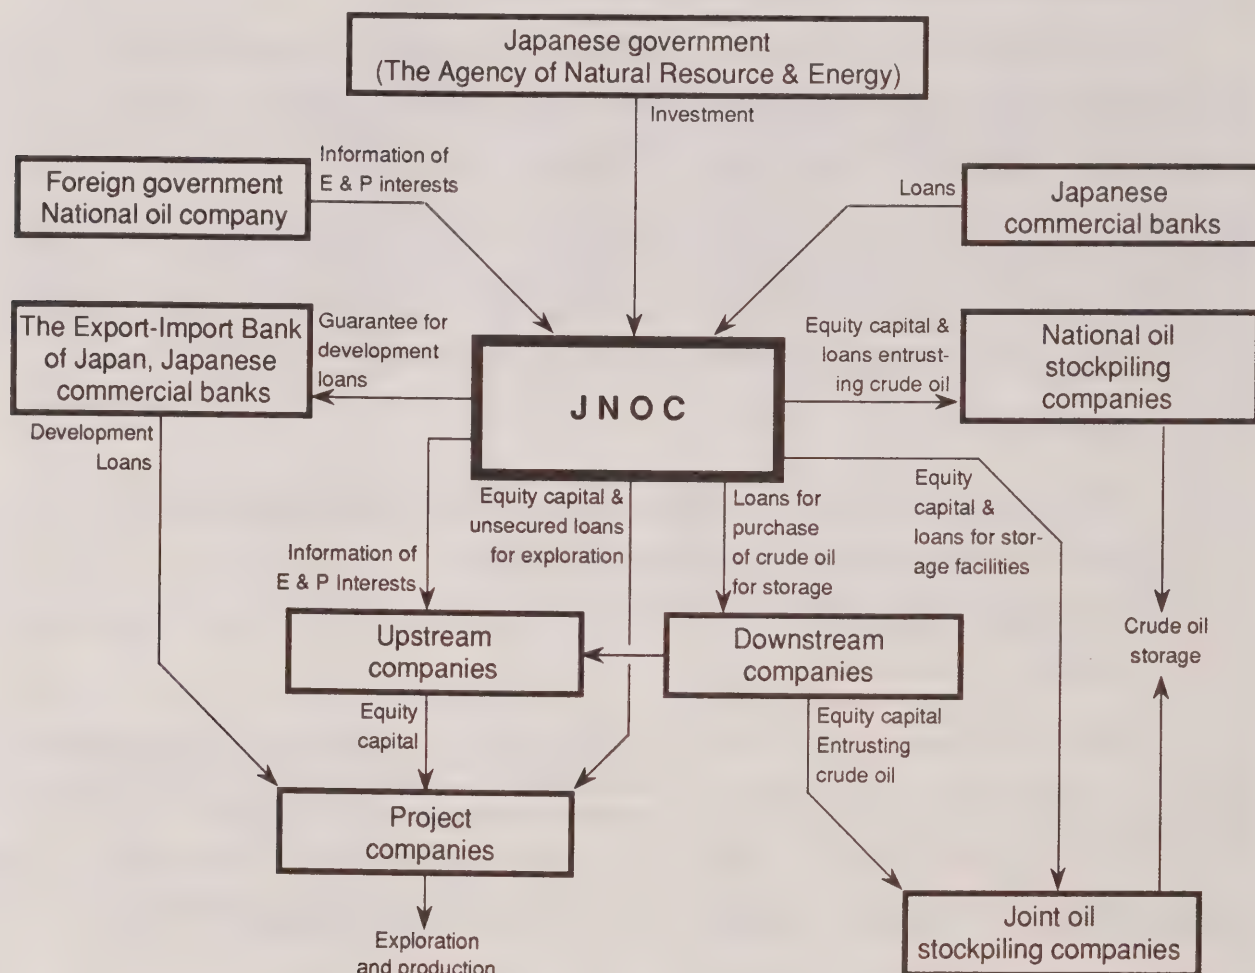 Japanese government
(The Agency of Natural Resource & Energy)
Investment
Information of
E & P interests
Foreign government
National oil company
Loans
Japanese
commercial banks
The Export-Import Bank
of Japan, Japanese
commercial banks
Guarantee for
development
loans
JNOC
Equity capital &
loans entrust-
ing crude oil
National oil
stockpiling
companies
Development
Loans
Information of
E & P Interests
Equity capital &
unsecured loans
for exploration
Loans for
purchase
of crude oil
for storage
Equity
capital &
loans for stor-
age facilities
Upstream
companies
Downstream
companies
Crude oil
storage
Equity
capital
Equity capital
Entrusting
crude oil
Project
companies
Joint oil
stockpiling companies
Exploration
and production